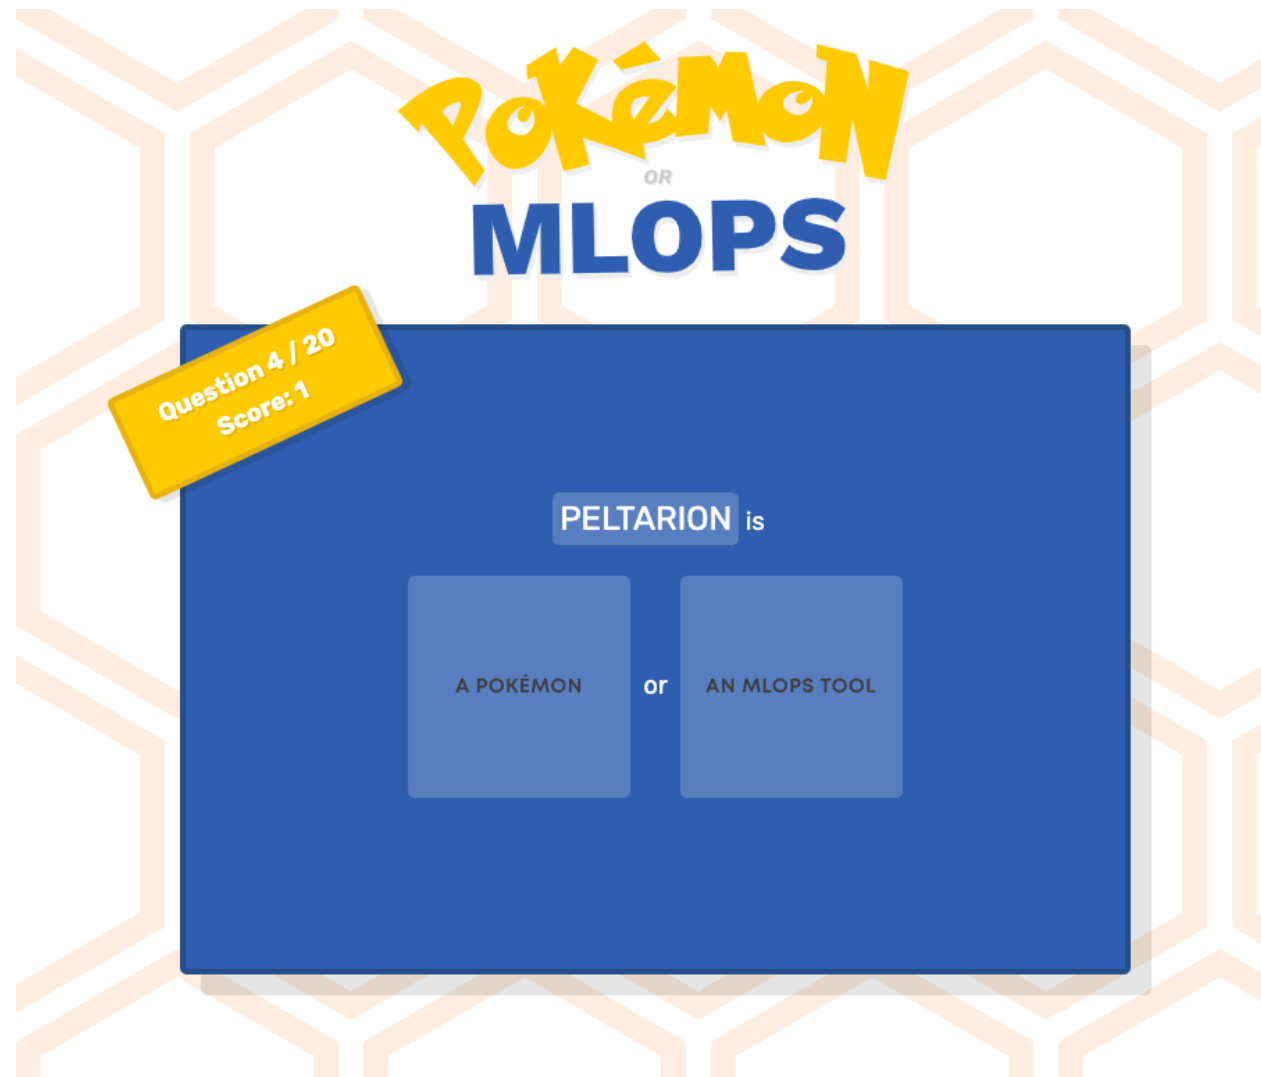 POKéMON
OR
MLOPS
Question 4 / 20
Score: 1
PELTARION is
A POKÉMON or AN MLOPS TOOL